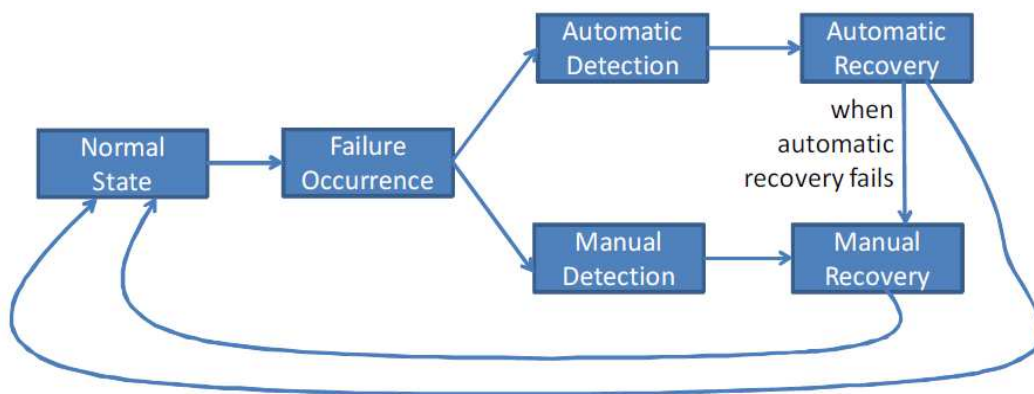 Normal
State
Failure
Occurrence
Automatic
Detection
Automatic
Recovery
when
automatic
recovery fails
Manual
Detection
Manual
Recovery